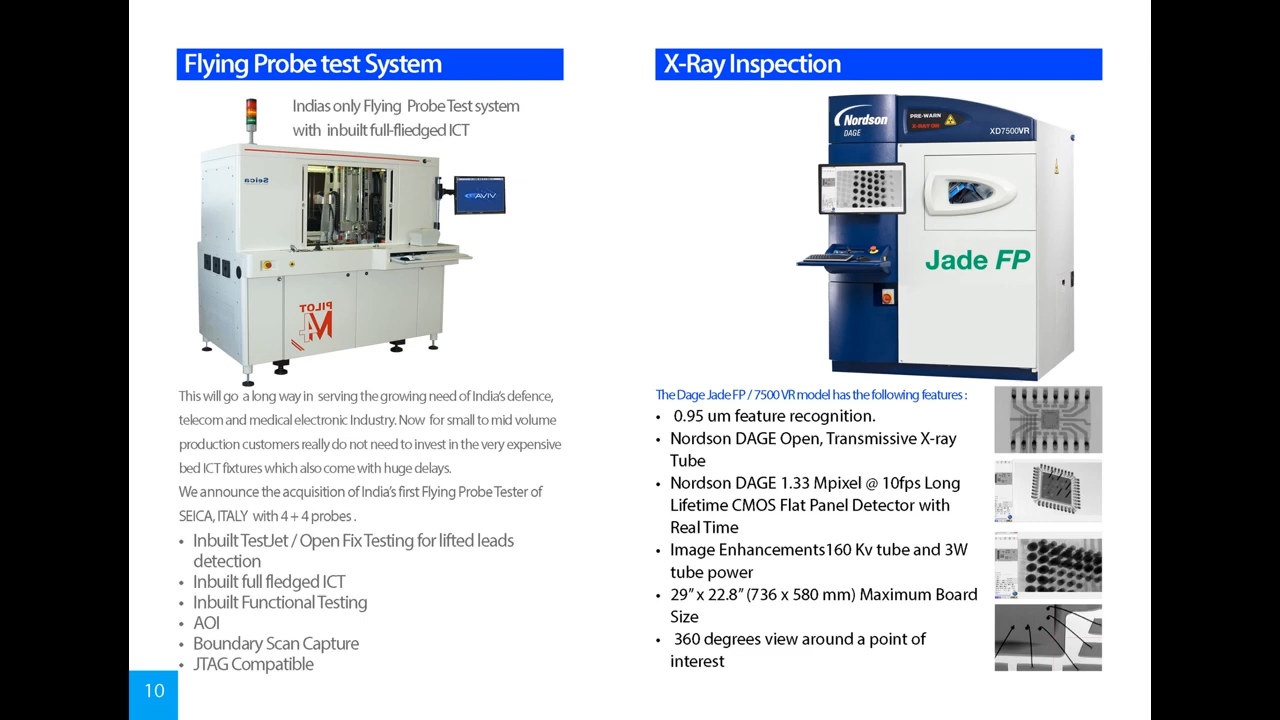 Flying Probe test System
Indias only Flying Probe Test system
with inbuilt full-fliedged ICT
Seica
VIVA
PILOT
M4
This will go a long way in serving the growing need of India's defence,
telecom and medical electronic Industry. Now for small to mid volume
production customers really do not need to invest in the very expensive
bed ICT fixtures which also come with huge delays.
We announce the acquisition of India's first Flying Probe Tester of
SEICA, ITALY with 4 + 4 probes .
• Inbuilt TestJet / Open Fix Testing for lifted leads
detection
• Inbuilt full fledged ICT
• Inbuilt Functional Testing
• AOI
• Boundary Scan Capture
• JTAG Compatible
10
X-Ray Inspection
Nordson
DAGE
PRE-WARN
X-RAY ON
XD7500VR
Jade FP
The Dage Jade FP / 7500 VR model has the following features :
• 0.95 um feature recognition.
• Nordson DAGE Open, Transmissive X-ray
Tube
• Nordson DAGE 1.33 Mpixel @ 10fps Long
Lifetime CMOS Flat Panel Detector with
Real Time
• Image Enhancements160 Kv tube and 3W
tube power
• 29” x 22.8” (736 x 580 mm) Maximum Board
Size
• 360 degrees view around a point of
interest